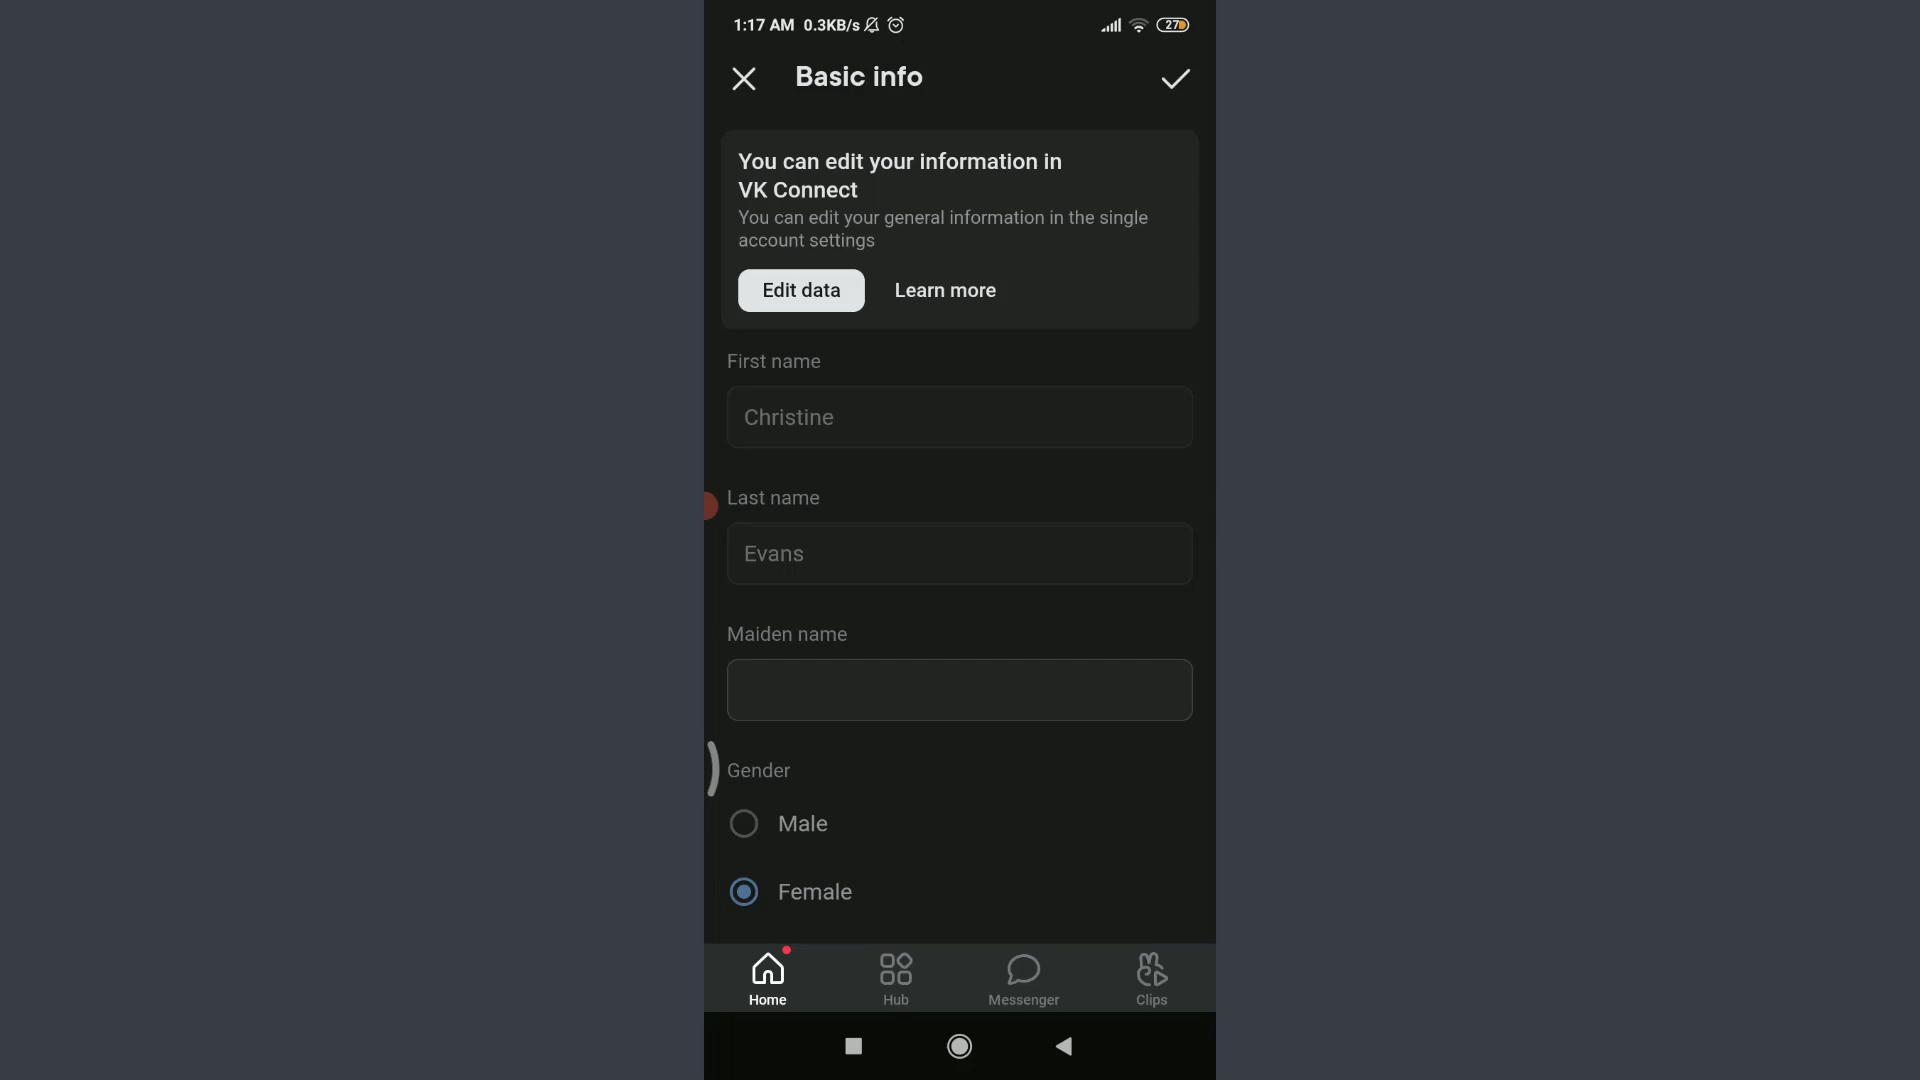 1:17 AM 0.3KB/s 27
Basic info
You can edit your information in
VK Connect
You can edit your general information in the single
account settings
Edit data Learn more
First name
Christine
Last name
Evans
Maiden name
Gender
Male
Female
Home Hub Messenger Clips